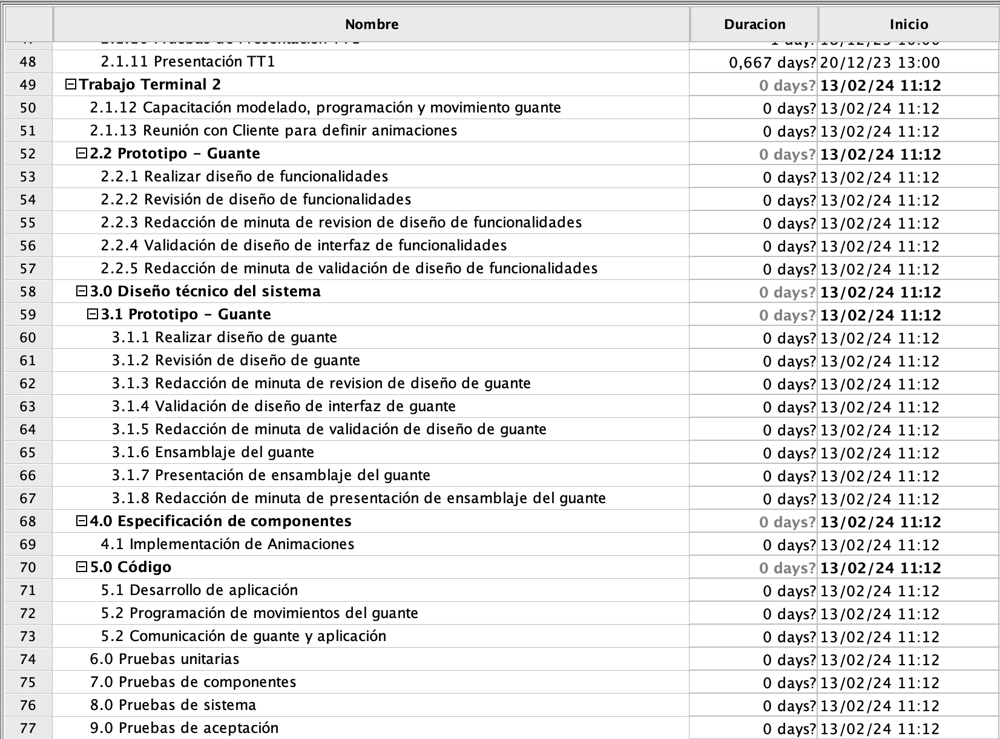 Nombre Duracion Inicio
48 2.1.11 Presentación TT1 0,667 days? 20/12/23 13:00
49 Trabajo Terminal 2 0 days? 13/02/24 11:12
50 2.1.12 Capacitación modelado, programación y movimiento guante 0 days? 13/02/24 11:12
51 2.1.13 Reunión con Cliente para definir animaciones 0 days? 13/02/24 11:12
52 2.2 Prototipo - Guante 0 days? 13/02/24 11:12
53 2.2.1 Realizar diseño de funcionalidades 0 days? 13/02/24 11:12
54 2.2.2 Revisión de diseño de funcionalidades 0 days? 13/02/24 11:12
55 2.2.3 Redacción de minuta de revision de diseño de funcionalidades 0 days? 13/02/24 11:12
56 2.2.4 Validación de diseño de interfaz de funcionalidades 0 days? 13/02/24 11:12
57 2.2.5 Redacción de minuta de validación de diseño de funcionalidades 0 days? 13/02/24 11:12
58 3.0 Diseño técnico del sistema 0 days? 13/02/24 11:12
59 3.1 Prototipo - Guante 0 days? 13/02/24 11:12
60 3.1.1 Realizar diseño de guante 0 days? 13/02/24 11:12
61 3.1.2 Revisión de diseño de guante 0 days? 13/02/24 11:12
62 3.1.3 Redacción de minuta de revision de diseño de guante 0 days? 13/02/24 11:12
63 3.1.4 Validación de diseño de interfaz de guante 0 days? 13/02/24 11:12
64 3.1.5 Redacción de minuta de validación de diseño de guante 0 days? 13/02/24 11:12
65 3.1.6 Ensamblaje del guante 0 days? 13/02/24 11:12
66 3.1.7 Presentación de ensamblaje del guante 0 days? 13/02/24 11:12
67 3.1.8 Redacción de minuta de presentación de ensamblaje del guante 0 days? 13/02/24 11:12
68 4.0 Especificación de componentes 0 days? 13/02/24 11:12
69 4.1 Implementación de Animaciones 0 days? 13/02/24 11:12
70 5.0 Código 0 days? 13/02/24 11:12
71 5.1 Desarrollo de aplicación 0 days? 13/02/24 11:12
72 5.2 Programación de movimientos del guante 0 days? 13/02/24 11:12
73 5.2 Comunicación de guante y aplicación 0 days? 13/02/24 11:12
74 6.0 Pruebas unitarias 0 days? 13/02/24 11:12
75 7.0 Pruebas de componentes 0 days? 13/02/24 11:12
76 8.0 Pruebas de sistema 0 days? 13/02/24 11:12
77 9.0 Pruebas de aceptación 0 days? 13/02/24 11:12